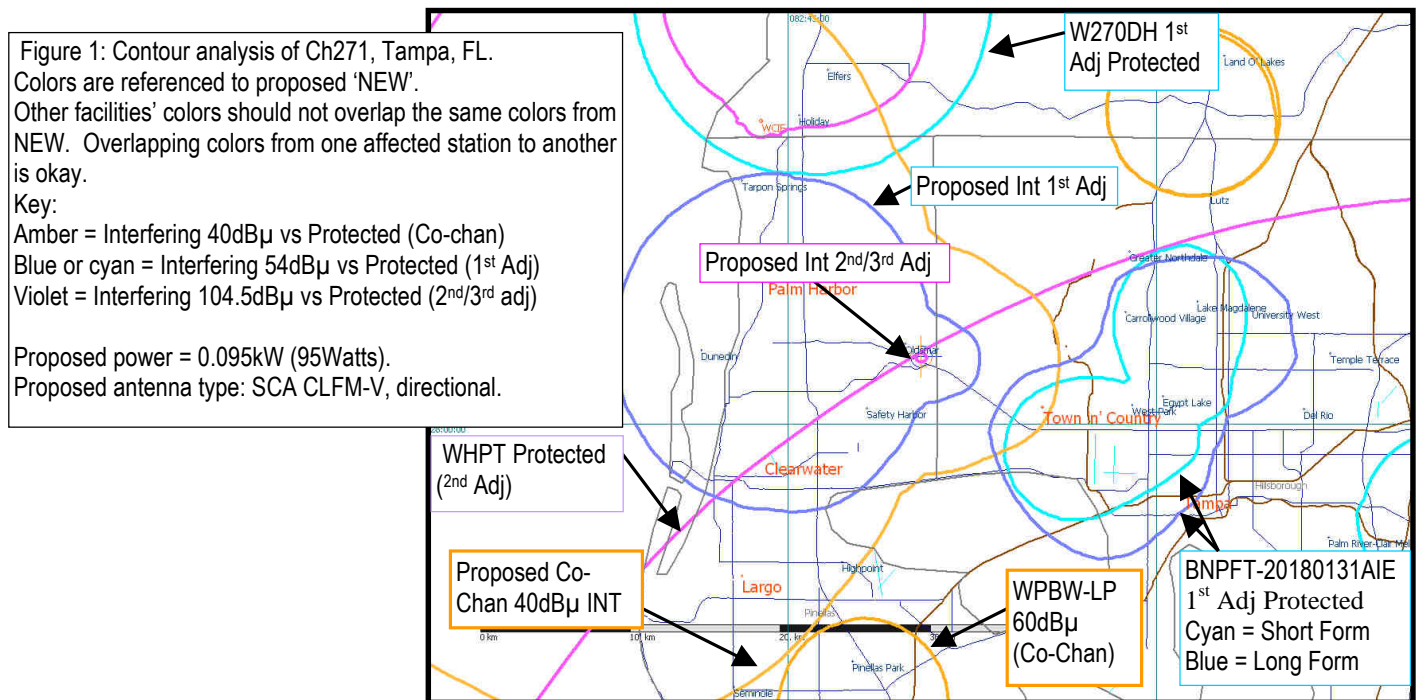 Figure 1: Contour analysis of Ch271, Tampa, FL.
Colors are referenced to proposed ‘NEW’.
Other facilities’ colors should not overlap the same colors from
NEW. Overlapping colors from one affected station to another
is okay.
Key:
Amber = Interfering 40dBµ vs Protected (Co-chan)
Blue or cyan = Interfering 54dBµ vs Protected (1st Adj)
Violet = Interfering 104.5dBµ vs Protected (2nd/3rd adj)
Proposed power = 0.095kW (95Watts).
Proposed antenna type: SCA CLFM-V, directional.
W270DH 1st
Adj Protected
Land O' Lakes
Elfers
WCIE
Holiday
Tarpon Springs
Proposed Int 1st Adj
Lutz
Proposed Int 2nd/3rd Adj
Greater Northdale
Palm Harbor
Lake Magdalene
Carrollwood Village
University West
Dunedin
Oldsmar
Temple Terrace
Safety Harbor
Town 'n' Country
West Park
Egypt Lake
Del Rio
28:00:00
WHPT Protected
(2nd Adj)
Clearwater
Hillsborough
Tampa
Highpoint
Proposed Co-
Chan 40dBµ INT
Largo
Pinellas
WPBW-LP
60dBµ
(Co-Chan)
BNPFT-20180131AIE
1st Adj Protected
Cyan = Short Form
Blue = Long Form
0 km
10 km
20 km
Pinellas Park
Seminole